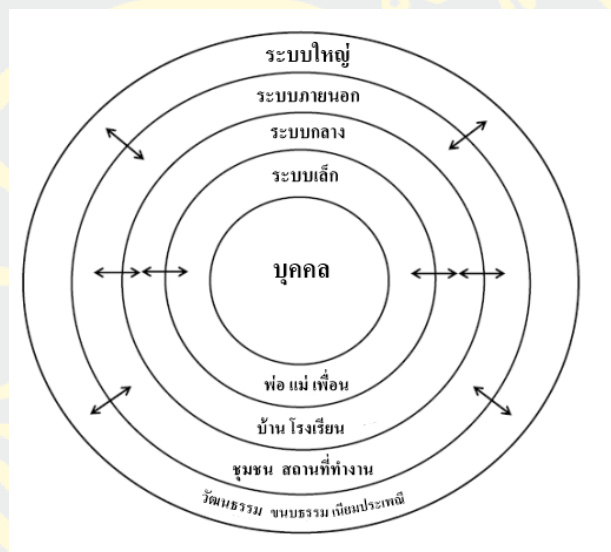 ระบบใหญ่
ระบบภายนอก
ระบบกลาง
ระบบเล็ก
บุคคล
พ่อ แม่ เพื่อน
บ้าน โรงเรียน
ชุมชน สถานที่ทำงาน
วัฒนธรรม ขนบธรรมเนียมประเพณี